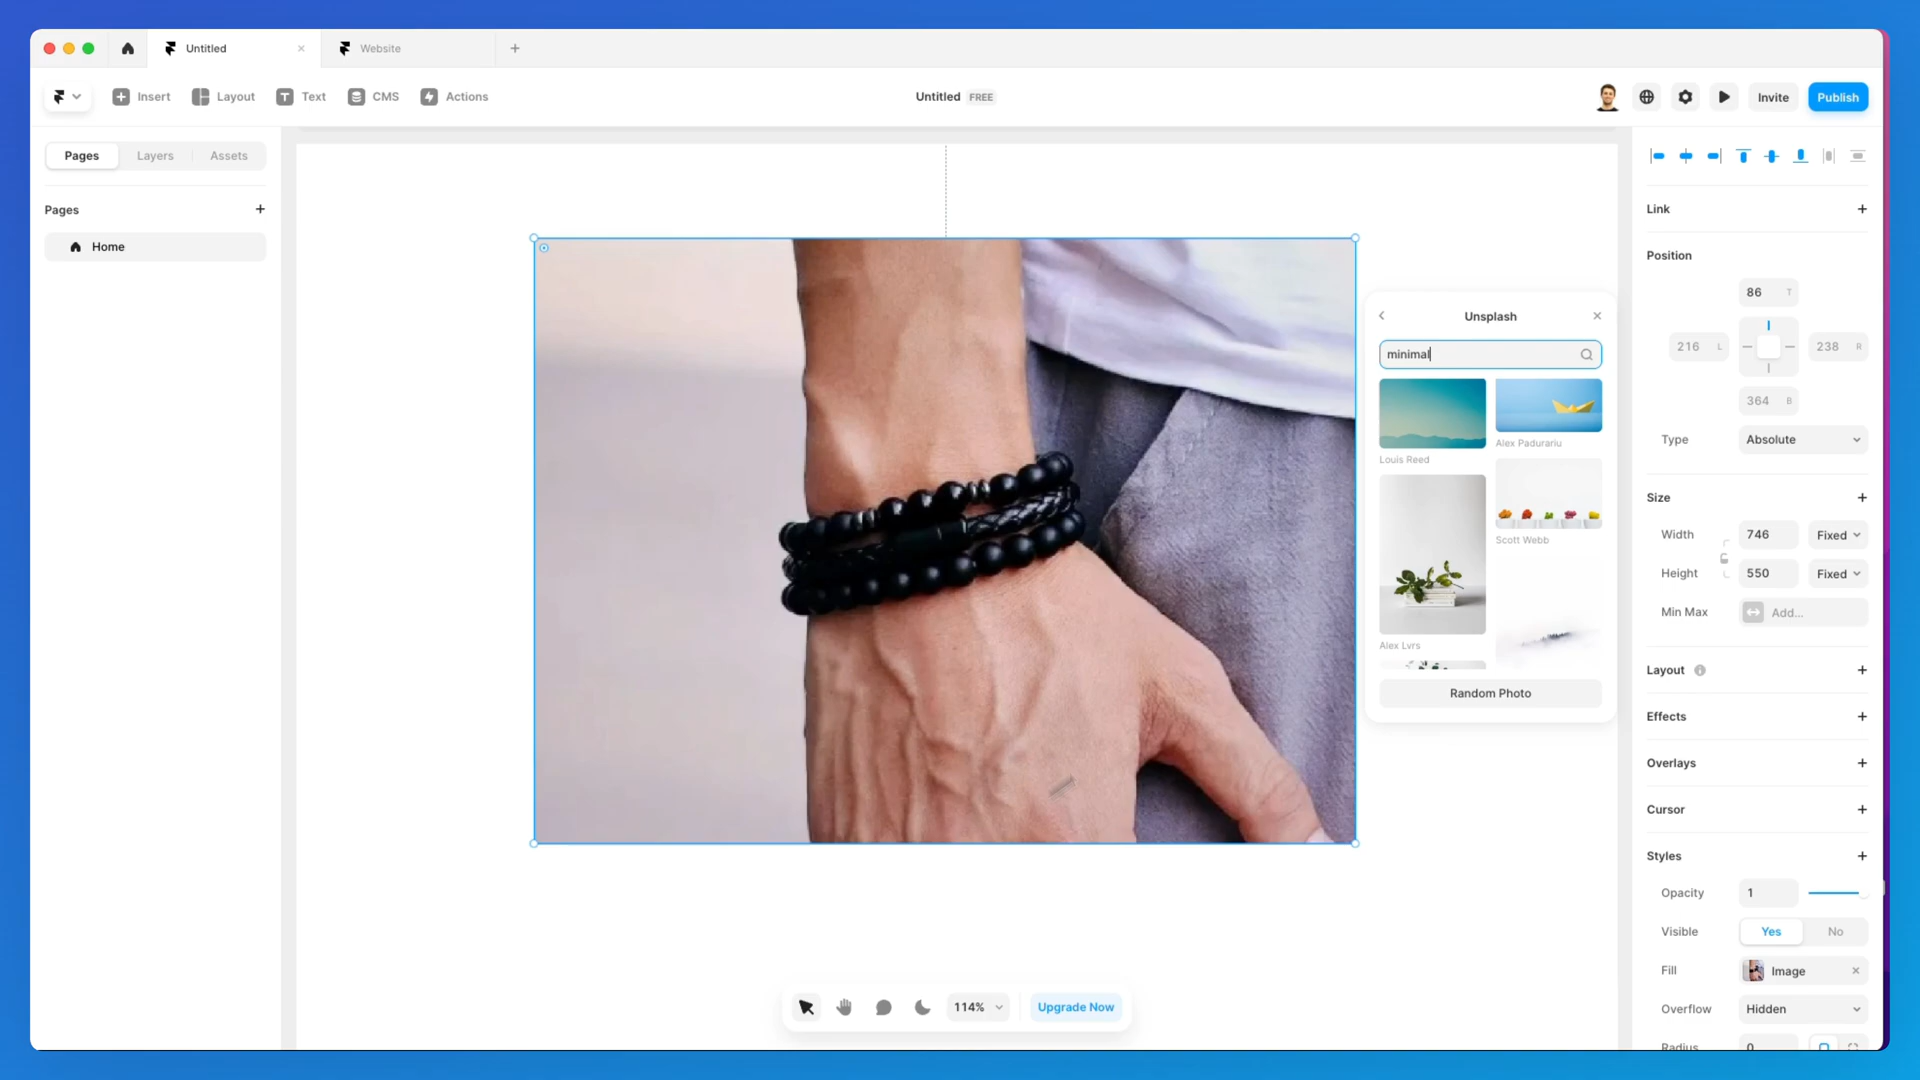 Untitled
Website
Insert
Layout
Text
CMS
Actions
Untitled FREE
Invite
Publish
Pages
Layers
Assets
Pages
Home
Unsplash
minimal
Louis Reed
Alex Padurariu
Scott Webb
Alex Lvrs
Random Photo
114%
Upgrade Now
Link
Position
86 T
216 L
238 R
364 B
Type Absolute
Size
Width 746 Fixed
Height 550 Fixed
Min Max Add...
Layout
Effects
Overlays
Cursor
Styles
Opacity 1
Visible Yes No
Fill Image
Overflow Hidden
Radius 0